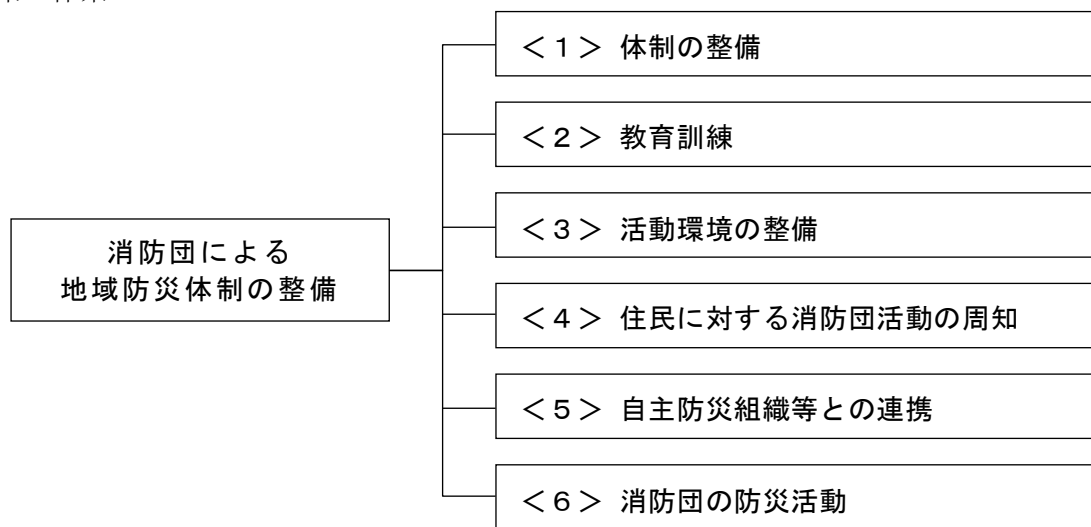 消防団による
地域防災体制の整備
＜１＞ 体制の整備
＜２＞ 教育訓練
＜３＞ 活動環境の整備
＜４＞ 住民に対する消防団活動の周知
＜５＞ 自主防災組織等との連携
＜６＞ 消防団の防災活動